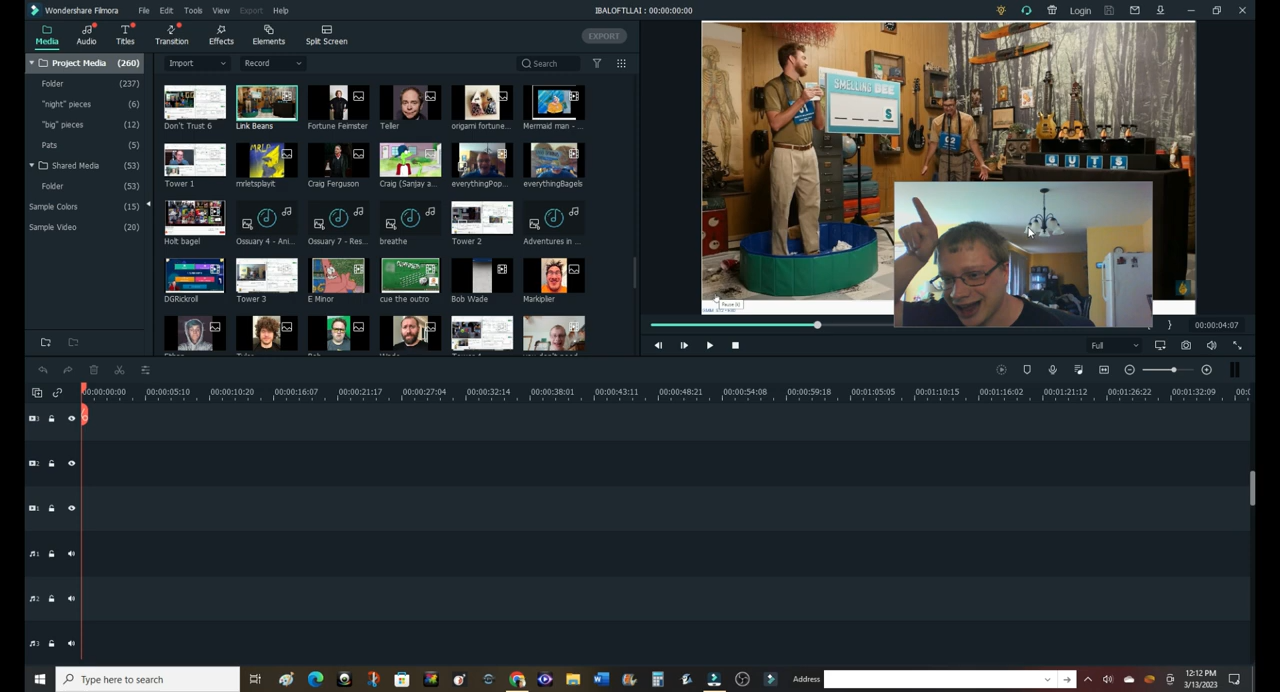 Wondershare Filmora File Edit Tools View Export Help IBALOFTLLAI : 00:00:00:00 Login
Media Audio Titles Transition Effects Elements Split Screen EXPORT
Project Media (260) Import Record Search
Folder (237)
"night" pieces (6)
"big" pieces (12)
Pats (5)
Shared Media (53)
Folder (53)
Sample Colors (15)
Sample Video (20)
Don't Trust 6 Link Beans Fortune Feimster Teller origami fortune... Mermaid man - ...
Tower 1 mrletsplayit Craig Ferguson Craig (Sanjay a... everythingPop... everythingBagels
Holt bagel Ossuary 4 - Ani... Ossuary 7 - Res... breathe Tower 2 Adventures in ...
DGRickroll Tower 3 E Minor cue the outro Bob Wade Markiplier
SMELLING BEE
S
C2
GUTS
00:00:04:07
Full
00:00:00:00 00:00:05:10 00:00:10:20 00:00:16:07 00:00:21:17 00:00:27:04 00:00:32:14 00:00:38:01 00:00:43:11 00:00:48:21 00:00:54:08 00:00:59:18 00:01:05:05 00:01:10:15 00:01:16:02 00:01:21:12 00:01:26:22 00:01:32:09
3
2
1
1
2
3
Type here to search Address 12:12 PM
3/13/2023